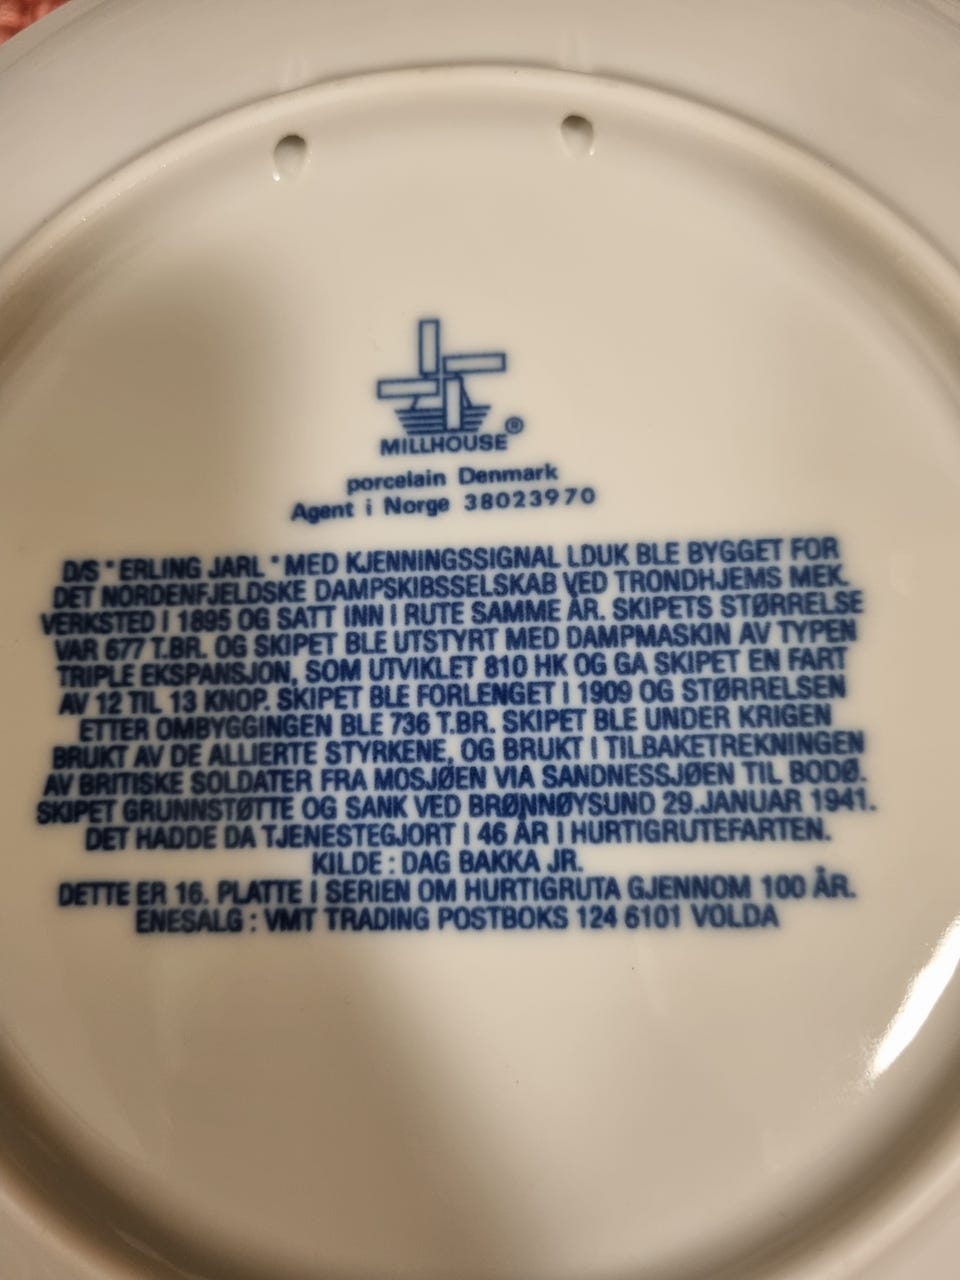 MILLHOUSE®
porcelain Denmark
Agent i Norge 38023970
D/S "ERLING JARL" MED KJENNINGSSIGNAL LDUK BLE BYGGET FOR
DET NORDENFJELDSKE DAMPSKIBSSELSKAB VED TRONDHJEMS MEK.
VERKSTED I 1895 OG SATT INN I RUTE SAMME ÅR. SKIPETS STØRRELSE
VAR 677 T.BR. OG SKIPET BLE UTSTYRT MED DAMPMASKIN AV TYPEN
TRIPLE EKSPANSJON, SOM UTVIKLET 810 HK OG GA SKIPET EN FART
AV 12 TIL 13 KNOP. SKIPET BLE FORLENGET I 1909 OG STØRRELSEN
ETTER OMBYGGINGEN BLE 736 T.BR. SKIPET BLE UNDER KRIGEN
BRUKT AV DE ALLIERTE STYRKENE, OG BRUKT I TILBAKETREKNINGEN
AV BRITISKE SOLDATER FRA MOSJØEN VIA SANDNESSJØEN TIL BODØ.
SKIPET GRUNNSTØTTE OG SANK VED BRØNNØYSUND 29.JANUAR 1941.
DET HADDE DA TJENESTEGJORT I 46 ÅR I HURTIGRUTEFARTEN.
KILDE : DAG BAKKA JR.
DETTE ER 16. PLATTE I SERIEN OM HURTIGRUTA GJENNOM 100 ÅR.
ENESALG : VMT TRADING POSTBOKS 124 6101 VOLDA